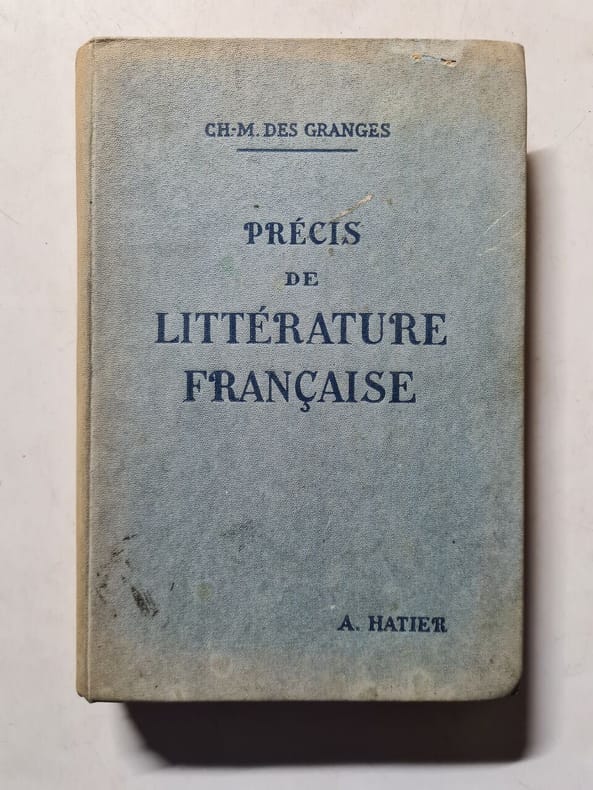 CH-M. DES GRANGES
PRÉCIS
DE
LITTÉRATURE
FRANÇAISE
A. HATIER